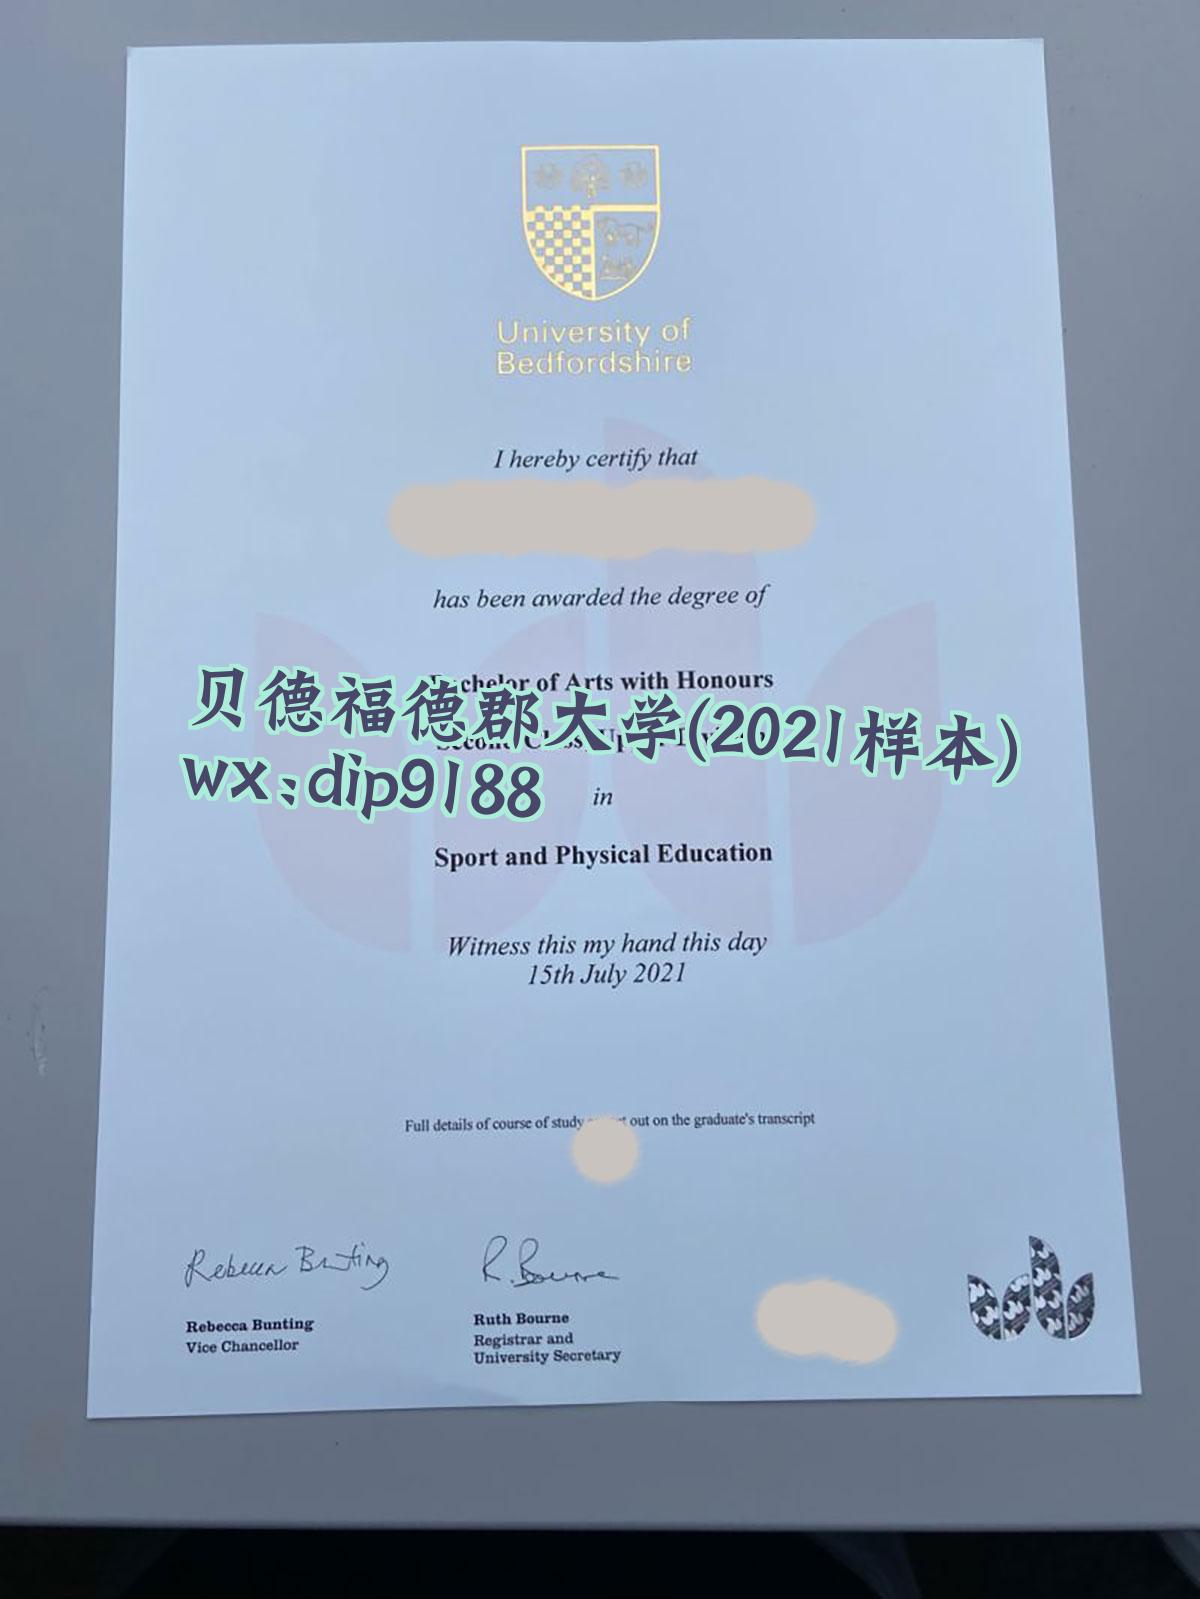 University of
Bedfordshire
I hereby certify that
has been awarded the degree of
of Arts with Honours
贝德福德郡大学(2021样本)
wx:dip9188
in
Sport and Physical Education
Witness this my hand this day
15th July 2021
Full details of course of study out on the graduate's transcript
Rebecca Bunting
R. Bourne
Rebecca Bunting
Vice Chancellor
Ruth Bourne
Registrar and
University Secretary